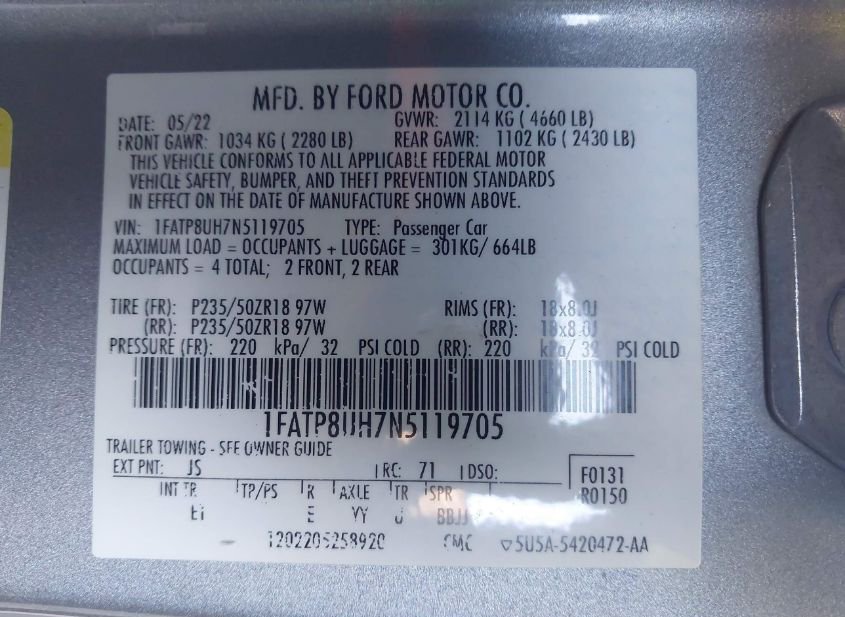 MFD. BY FORD MOTOR CO.
DATE: 05/22 GVWR: 2114 KG ( 4660 LB)
FRONT GAWR: 1034 KG ( 2280 LB) REAR GAWR: 1102 KG ( 2430 LB)
THIS VEHICLE CONFORMS TO ALL APPLICABLE FEDERAL MOTOR
VEHICLE SAFETY, BUMPER, AND THEFT PREVENTION STANDARDS
IN EFFECT ON THE DATE OF MANUFACTURE SHOWN ABOVE.
VIN: 1FATP8UH7N5119705 TYPE: Passenger Car
MAXIMUM LOAD = OCCUPANTS + LUGGAGE = 301KG/ 664LB
OCCUPANTS = 4 TOTAL; 2 FRONT, 2 REAR
TIRE (FR): P235/50ZR18 97W RIMS (FR): 18x8.0J
(RR): P235/50ZR18 97W (RR): 18x8.0J
PRESSURE (FR): 220 kPa/ 32 PSI COLD (RR): 220 kPa/ 32 PSI COLD
1FATP8UH7N5119705
TRAILER TOWING - SEE OWNER GUIDE
EXT PNT: JS RC: 71 DSO: F0131
INT TR TP/PS R AXLE TR SPR R0150
E YY BBJJ
1202205258920 CMC ▽5U5A-5420472-AA